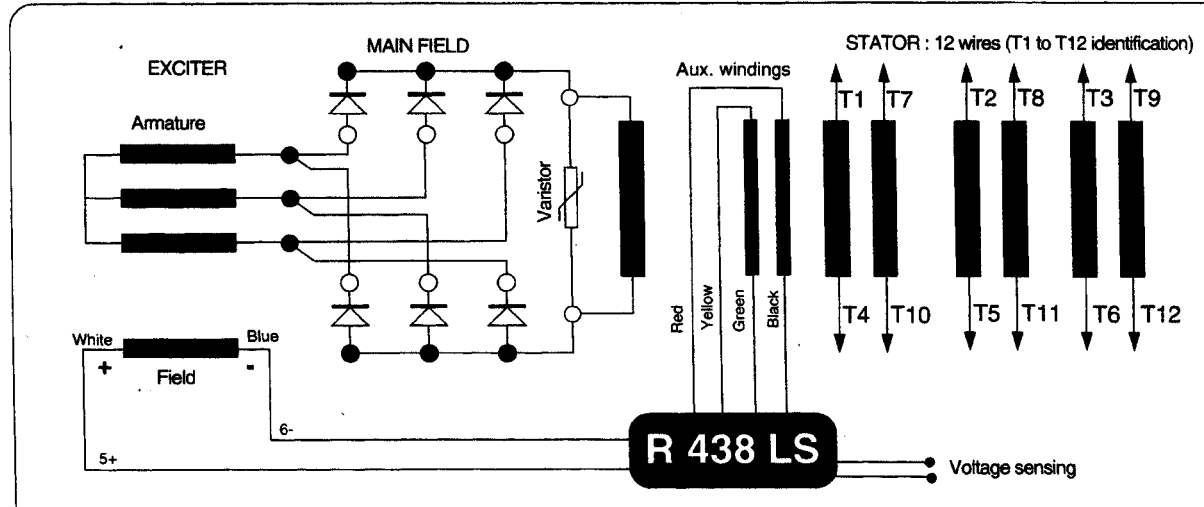 STATOR : 12 wires (T1 to T12 identification)
MAIN FIELD
EXCITER
Aux. windings
T1 T7 T2 T8 T3 T9
Armature
Varistor
Red
Yellow
Green
Black
T4 T10 T5 T11 T6 T12
White
Blue
+
-
Field
6-
5+
R 438 LS
Voltage sensing